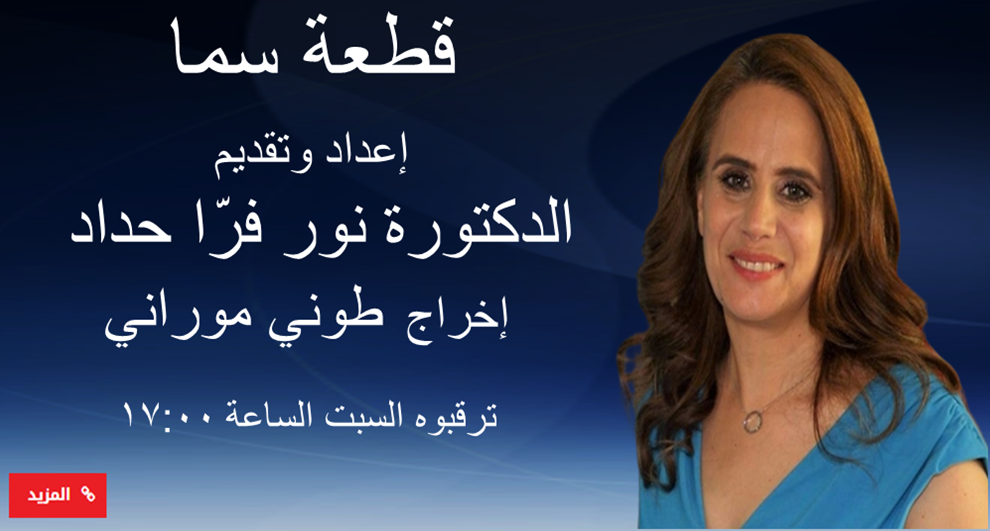 قطعة سما
إعداد وتقديم
الدكتورة نور فرّا حداد
إخراج طوني موراني
ترقبوه السبت الساعة ١٧:٠٠
المزيد